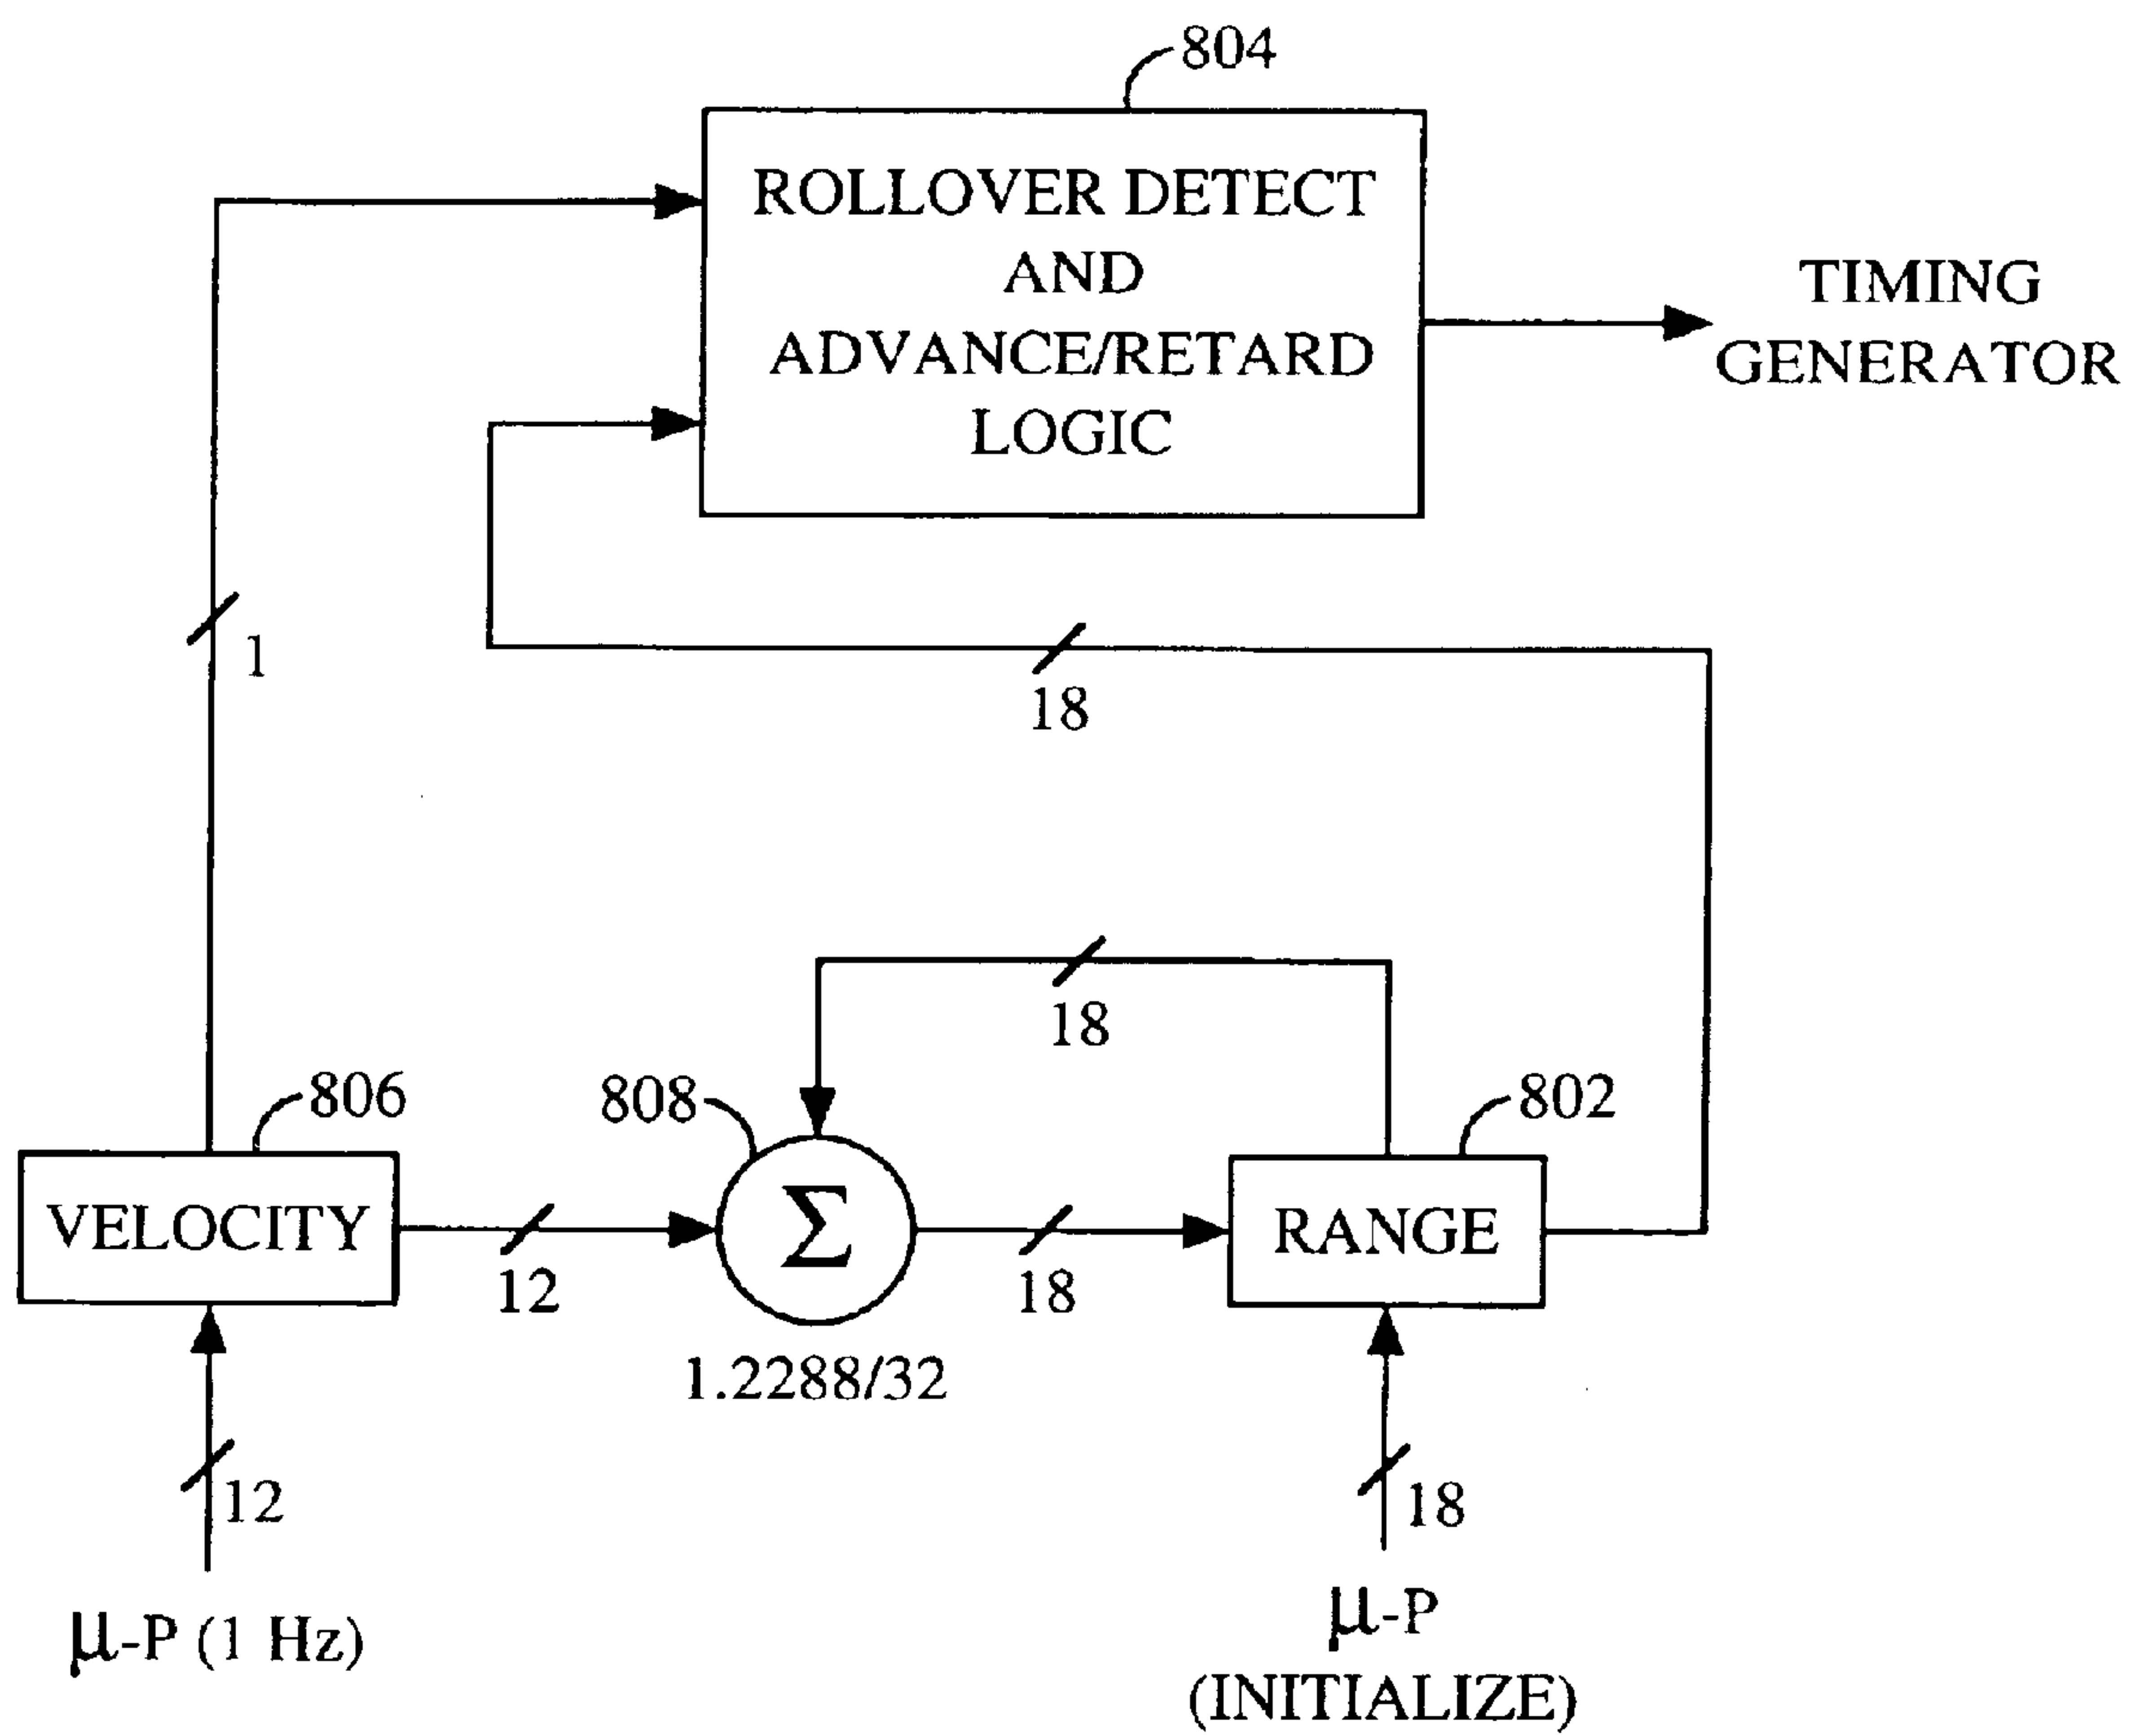 804
ROLLOVER DETECT
AND
ADVANCE/RETARD
LOGIC
TIMING
GENERATOR
1
18
18
806
808
802
VELOCITY
Σ
RANGE
12
18
1.2288/32
12
18
μ-P (1 Hz)
μ-P
(INITIALIZE)